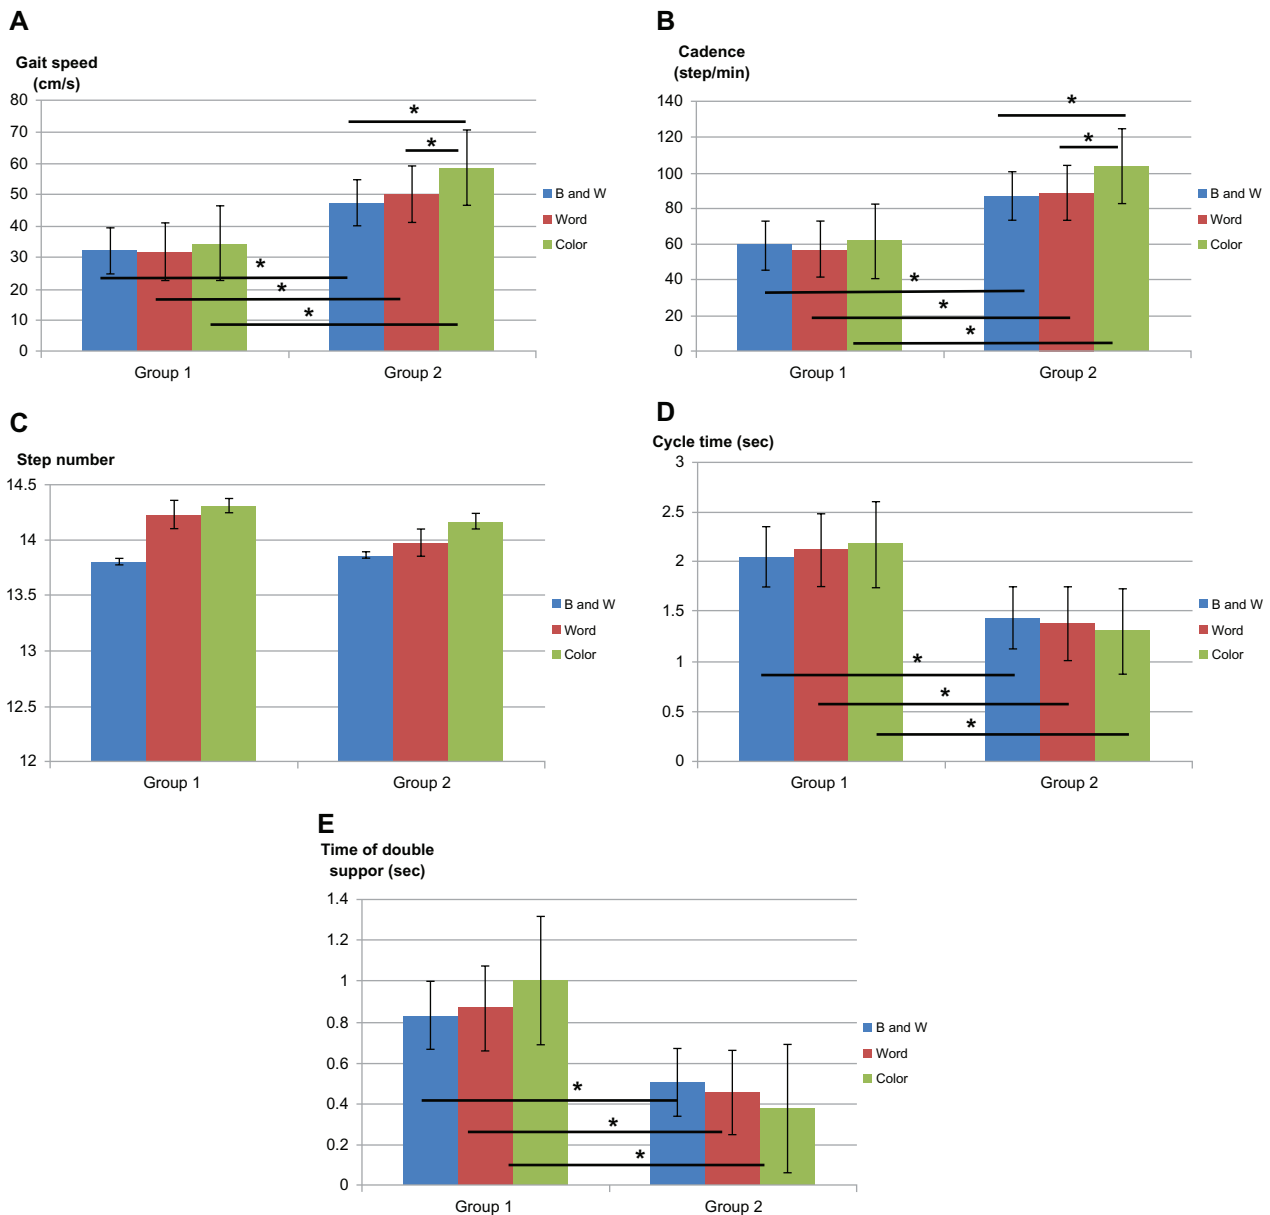 A
Gait speed
(cm/s)
80
70
60
50
40
30
20
10
0
*
*
*
*
*
Group 1
Group 2
B and W
Word
Color
B
Cadence
(step/min)
140
120
100
80
60
40
20
0
*
*
*
*
*
Group 1
Group 2
B and W
Word
Color
C
Step number
14.5
14
13.5
13
12.5
12
Group 1
Group 2
B and W
Word
Color
D
Cycle time (sec)
3
2.5
2
1.5
1
0.5
0
*
*
*
Group 1
Group 2
B and W
Word
Color
E
Time of double
suppor (sec)
1.4
1.2
1
0.8
0.6
0.4
0.2
0
*
*
*
Group 1
Group 2
B and W
Word
Color